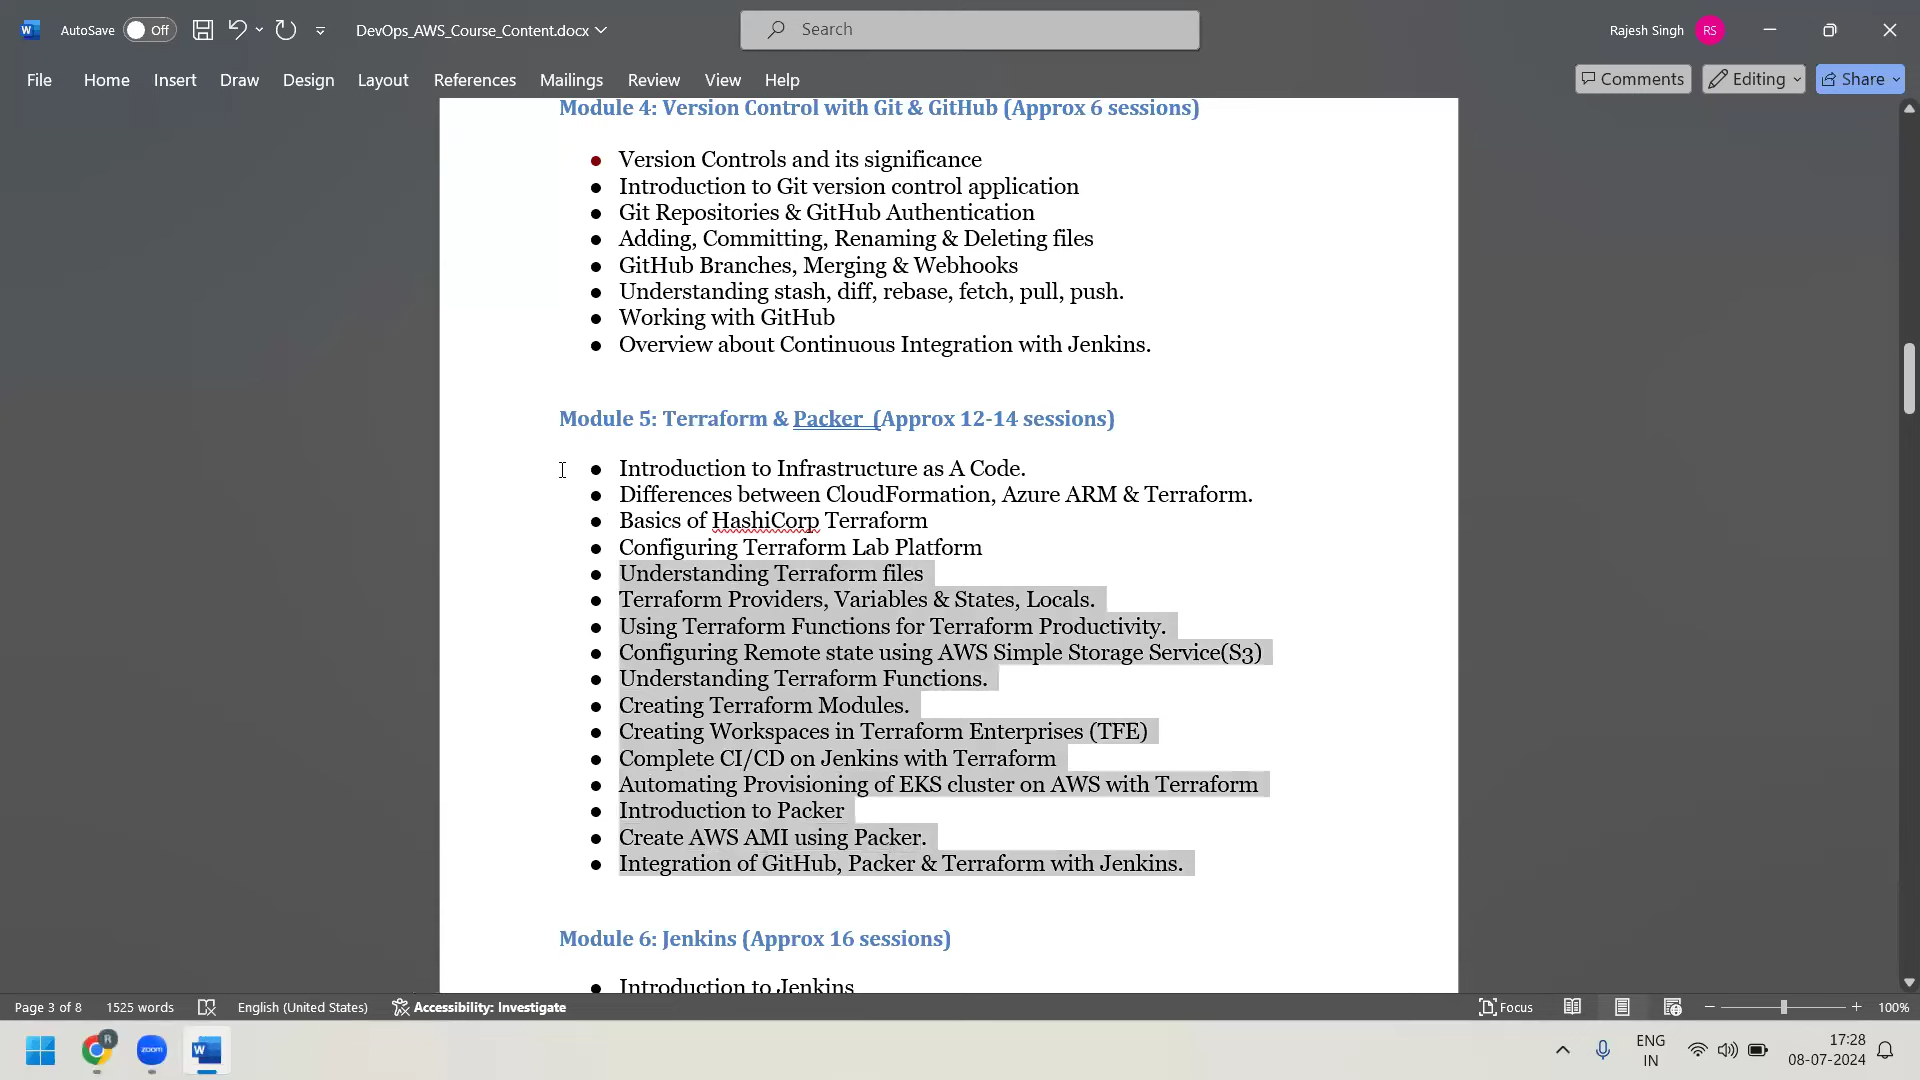 W AutoSave Off DevOps_AWS_Course_Content.docx Search Rajesh Singh RS
File Home Insert Draw Design Layout References Mailings Review View Help Comments Editing Share
Module 4: Version Control with Git & GitHub (Approx 6 sessions)
● Version Controls and its significance
● Introduction to Git version control application
● Git Repositories & GitHub Authentication
● Adding, Committing, Renaming & Deleting files
● GitHub Branches, Merging & Webhooks
● Understanding stash, diff, rebase, fetch, pull, push.
● Working with GitHub
● Overview about Continuous Integration with Jenkins.
Module 5: Terraform & Packer (Approx 12-14 sessions)
● Introduction to Infrastructure as A Code.
● Differences between CloudFormation, Azure ARM & Terraform.
● Basics of HashiCorp Terraform
● Configuring Terraform Lab Platform
● Understanding Terraform files
● Terraform Providers, Variables & States, Locals.
● Using Terraform Functions for Terraform Productivity.
● Configuring Remote state using AWS Simple Storage Service(S3)
● Understanding Terraform Functions.
● Creating Terraform Modules.
● Creating Workspaces in Terraform Enterprises (TFE)
● Complete CI/CD on Jenkins with Terraform
● Automating Provisioning of EKS cluster on AWS with Terraform
● Introduction to Packer
● Create AWS AMI using Packer.
● Integration of GitHub, Packer & Terraform with Jenkins.
Module 6: Jenkins (Approx 16 sessions)
● Introduction to Jenkins
Page 3 of 8 1525 words English (United States) Accessibility: Investigate Focus 100%
R zoom W ENG IN 17:28 08-07-2024